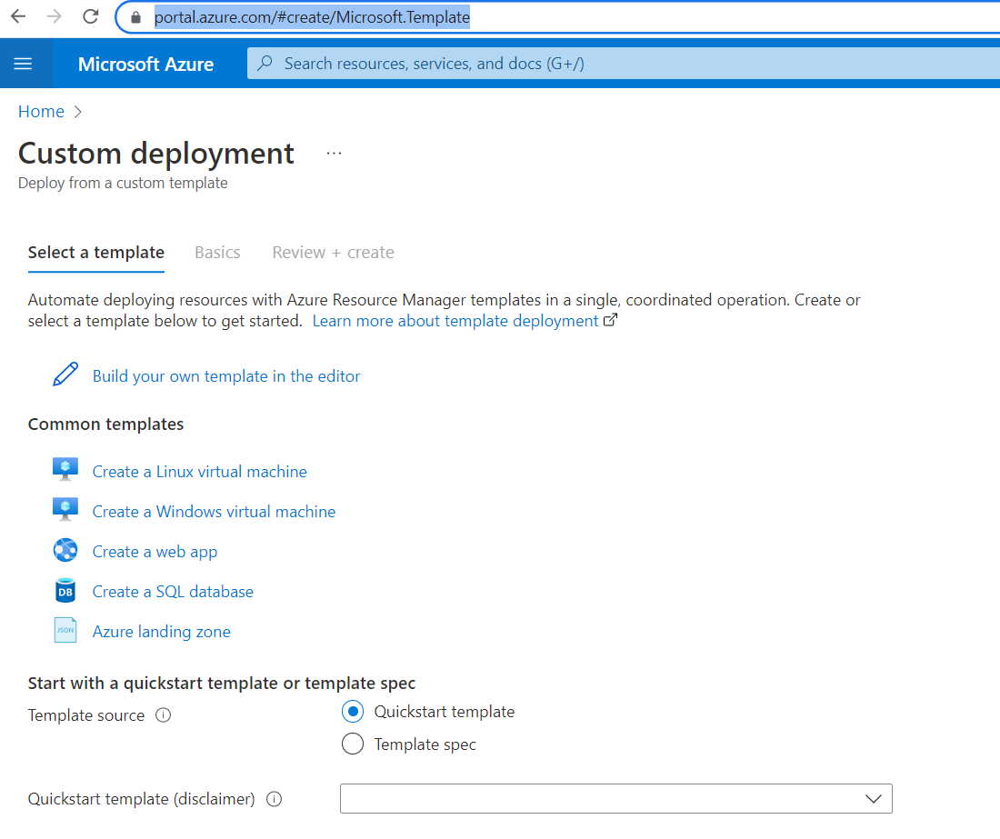 portal.azure.com/#create/Microsoft.Template
Microsoft Azure
Search resources, services, and docs (G+/)
Home
Custom deployment
...
Deploy from a custom template
Select a template
Basics
Review + create
Automate deploying resources with Azure Resource Manager templates in a single, coordinated operation. Create or
select a template below to get started. Learn more about template deployment
Build your own template in the editor
Common templates
Create a Linux virtual machine
Create a Windows virtual machine
Create a web app
DB
Create a SQL database
JSON
Azure landing zone
Start with a quickstart template or template spec
Template source
Quickstart template
Template spec
Quickstart template (disclaimer)